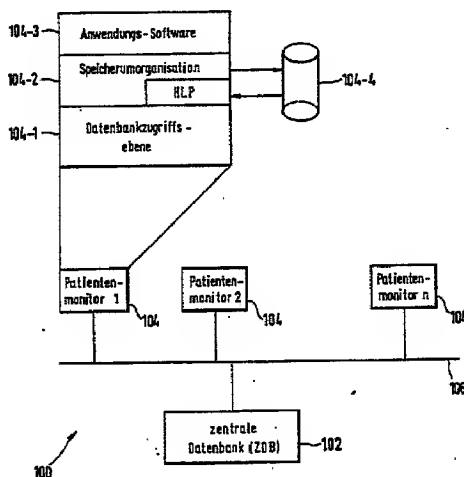 104-3
Anwendungs-Software
104-2
Speicherumorganisation
HLP
104-4
104-1
Datenbankzugriffs-
ebene
Patienten-
monitor 1
104
Patienten-
monitor 2
104
Patienten-
monitor n
104
106
zentrale
Datenbank (ZDB)
102
100